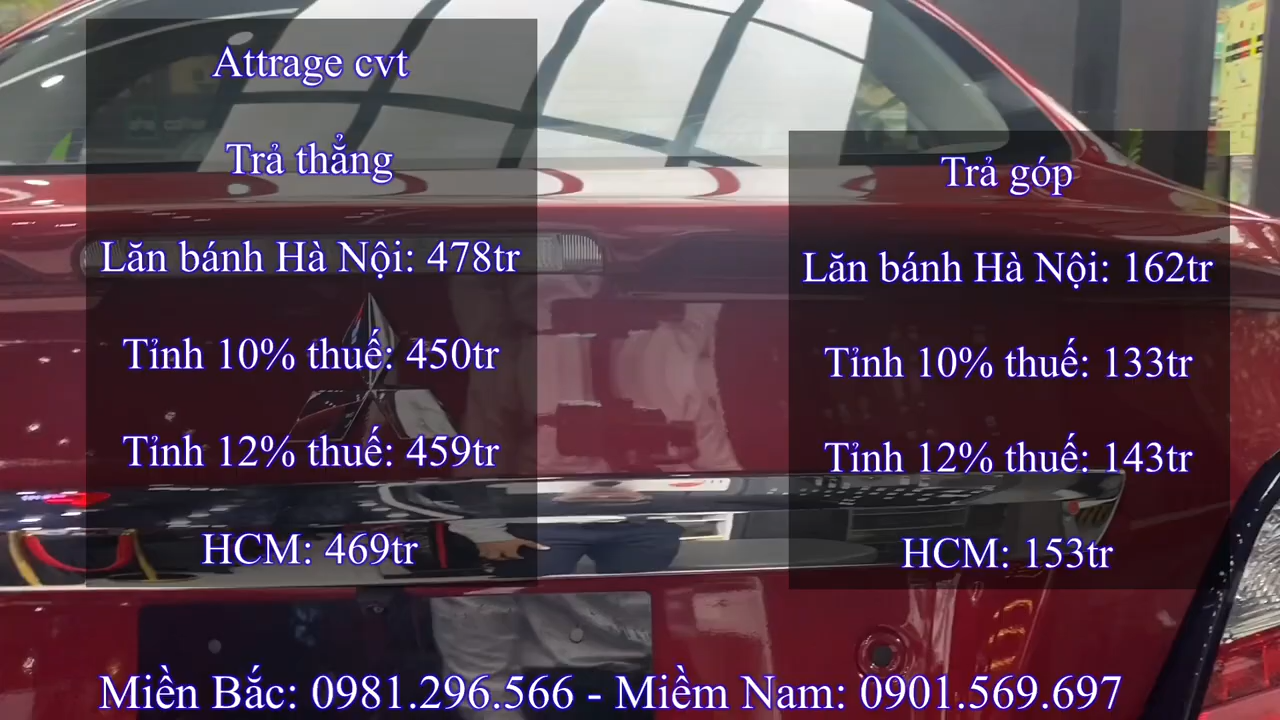 Attrage cvt
Trả thẳng
Lăn bánh Hà Nội: 478tr
Tỉnh 10% thuế: 450tr
Tỉnh 12% thuế: 459tr
HCM: 469tr
Trả góp
Lăn bánh Hà Nội: 162tr
Tỉnh 10% thuế: 133tr
Tỉnh 12% thuế: 143tr
HCM: 153tr
Miền Bắc: 0981.296.566 - Miềm Nam: 0901.569.697